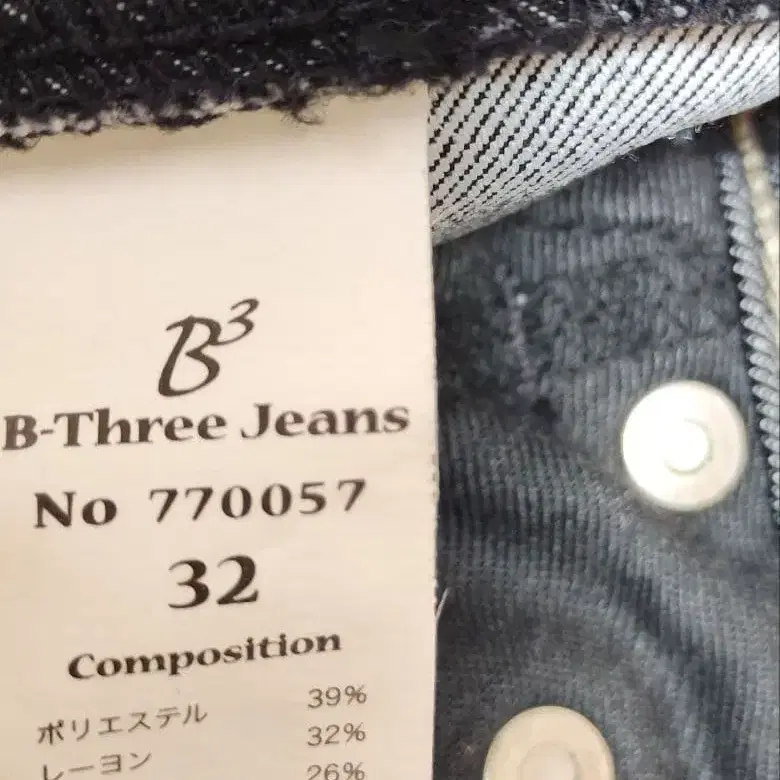 B³
B-Three Jeans
No 770057
32
Composition
ポリエステル 39%
レーヨン 32%
26%